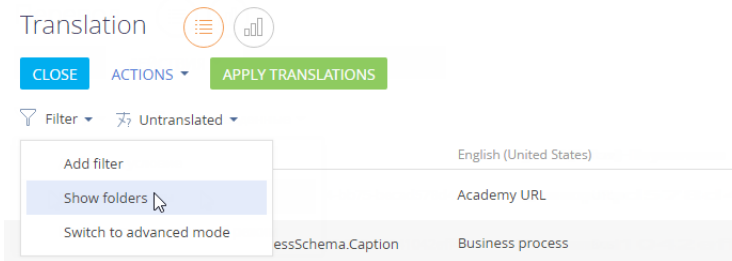 Translation
CLOSE ACTIONS APPLY TRANSLATIONS
Filter Untranslated
Add filter
English (United States)
Show folders
Academy URL
Switch to advanced mode
essSchema.Caption Business process